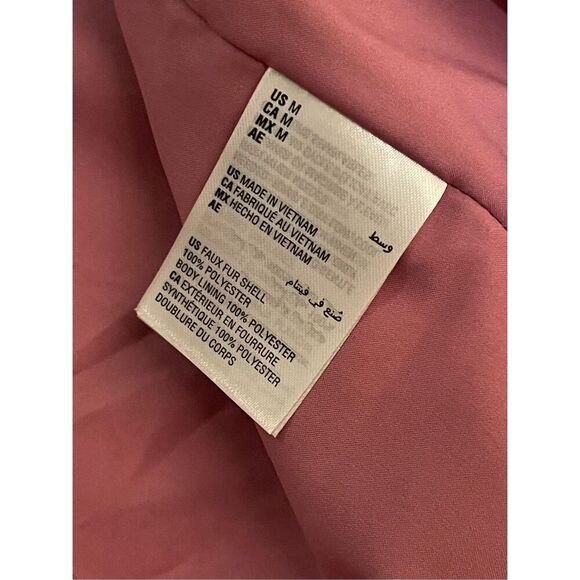 US M
CA M
MX M
AE وسط
US MADE IN VIETNAM
CA FABRIQUÉ AU VIETNAM
MX HECHO EN VIETNAM
AE صُنع في فيتنام
US FAUX FUR SHELL
100% POLYESTER
BODY LINING 100% POLYESTER
CA EXTÉRIEUR EN FOURRURE
SYNTHÉTIQUE 100% POLYESTER
DOUBLURE DU CORPS